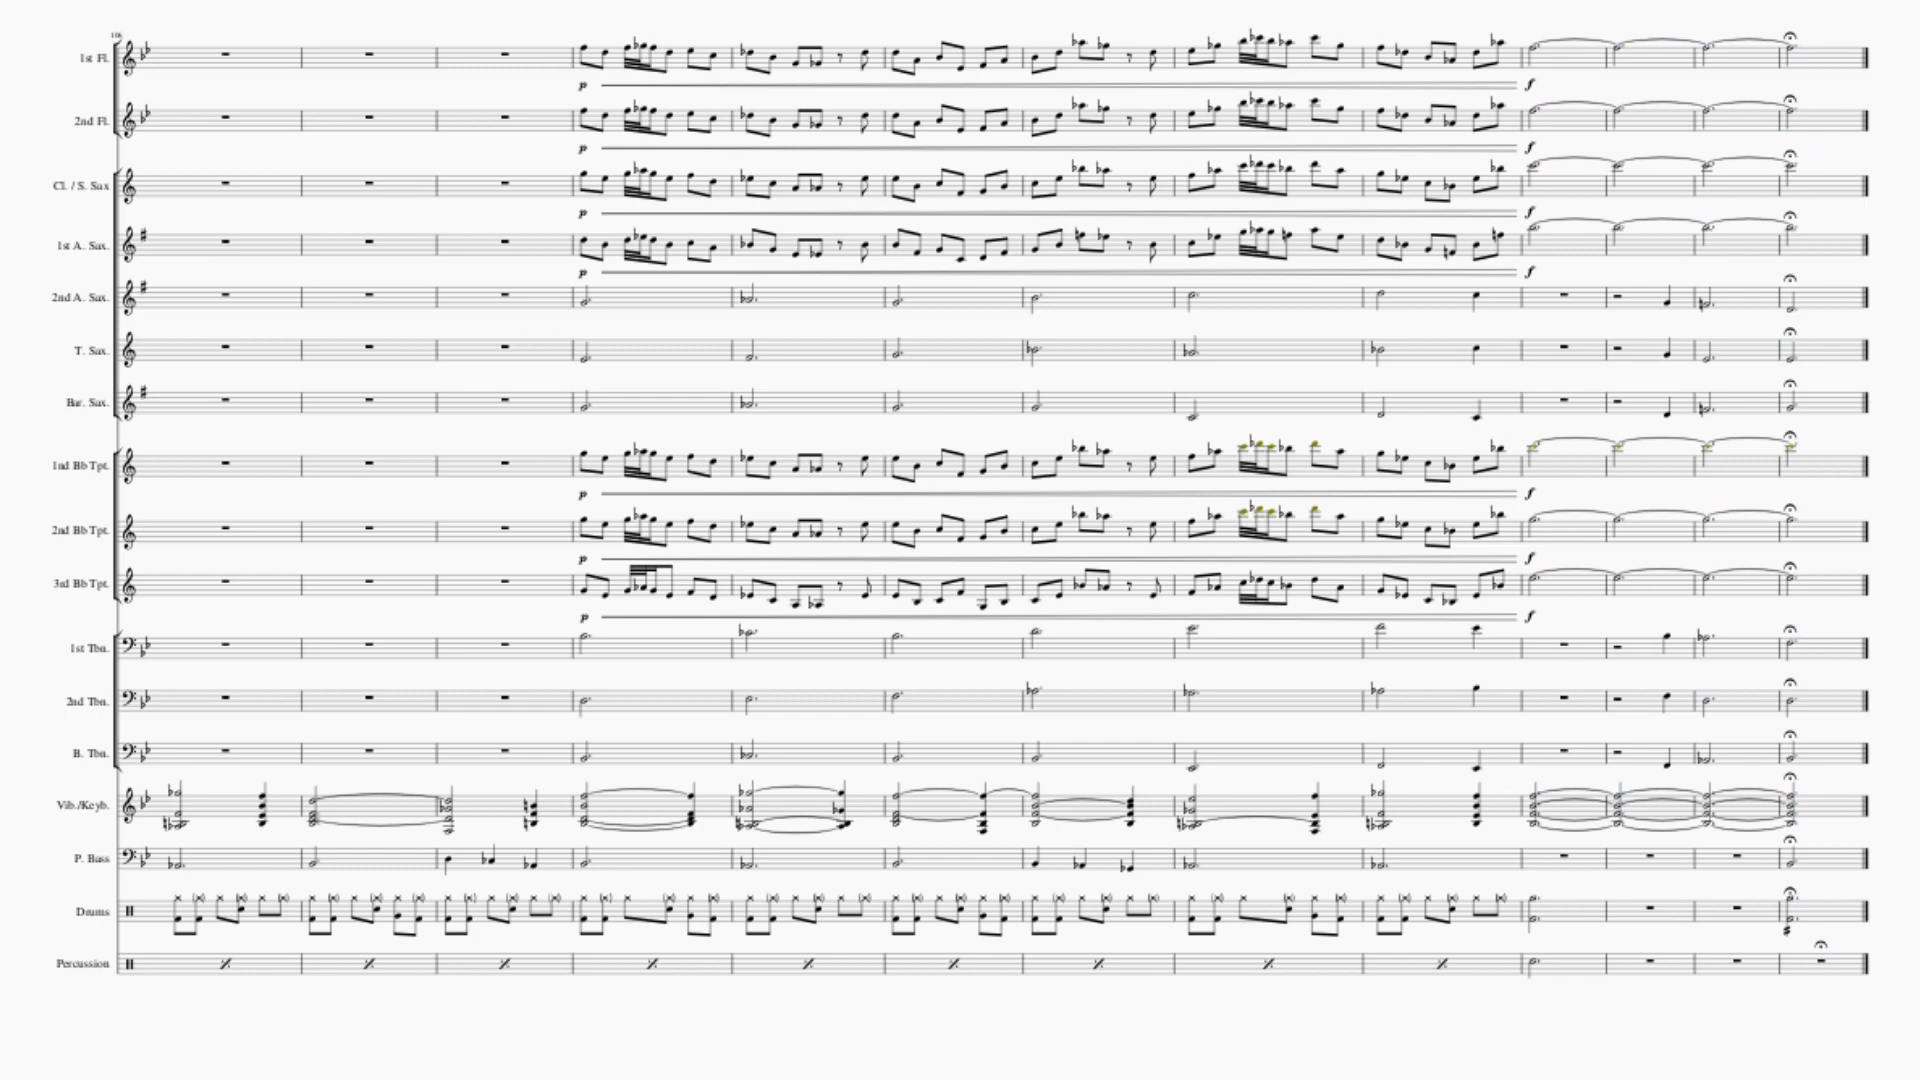 106
1st Fl.
p
f
2nd Fl.
p
f
Cl. / S. Sax
p
f
1st A. Sax.
p
f
2nd A. Sax.
T. Sax.
Bar. Sax.
1nd Bb Tpt.
p
f
2nd Bb Tpt.
p
f
3rd Bb Tpt.
p
f
1st Tbn.
2nd Tbn.
B. Tbn.
Vib./Keyb.
P. Bass
Drums
Percussion